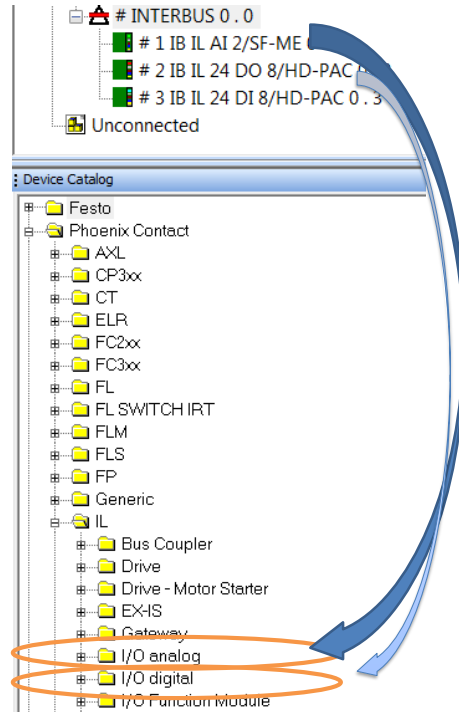 # INTERBUS 0 . 0
# 1 IB IL AI 2/SF-ME
# 2 IB IL 24 DO 8/HD-PAC
# 3 IB IL 24 DI 8/HD-PAC 0 . 3
Unconnected
Device Catalog
Festo
Phoenix Contact
AXL
CP3xx
CT
ELR
FC2xx
FC3xx
FL
FL SWITCH IRT
FLM
FLS
FP
Generic
IL
Bus Coupler
Drive
Drive - Motor Starter
EX-IS
Gateway
I/O analog
I/O digital
I/O Function Module